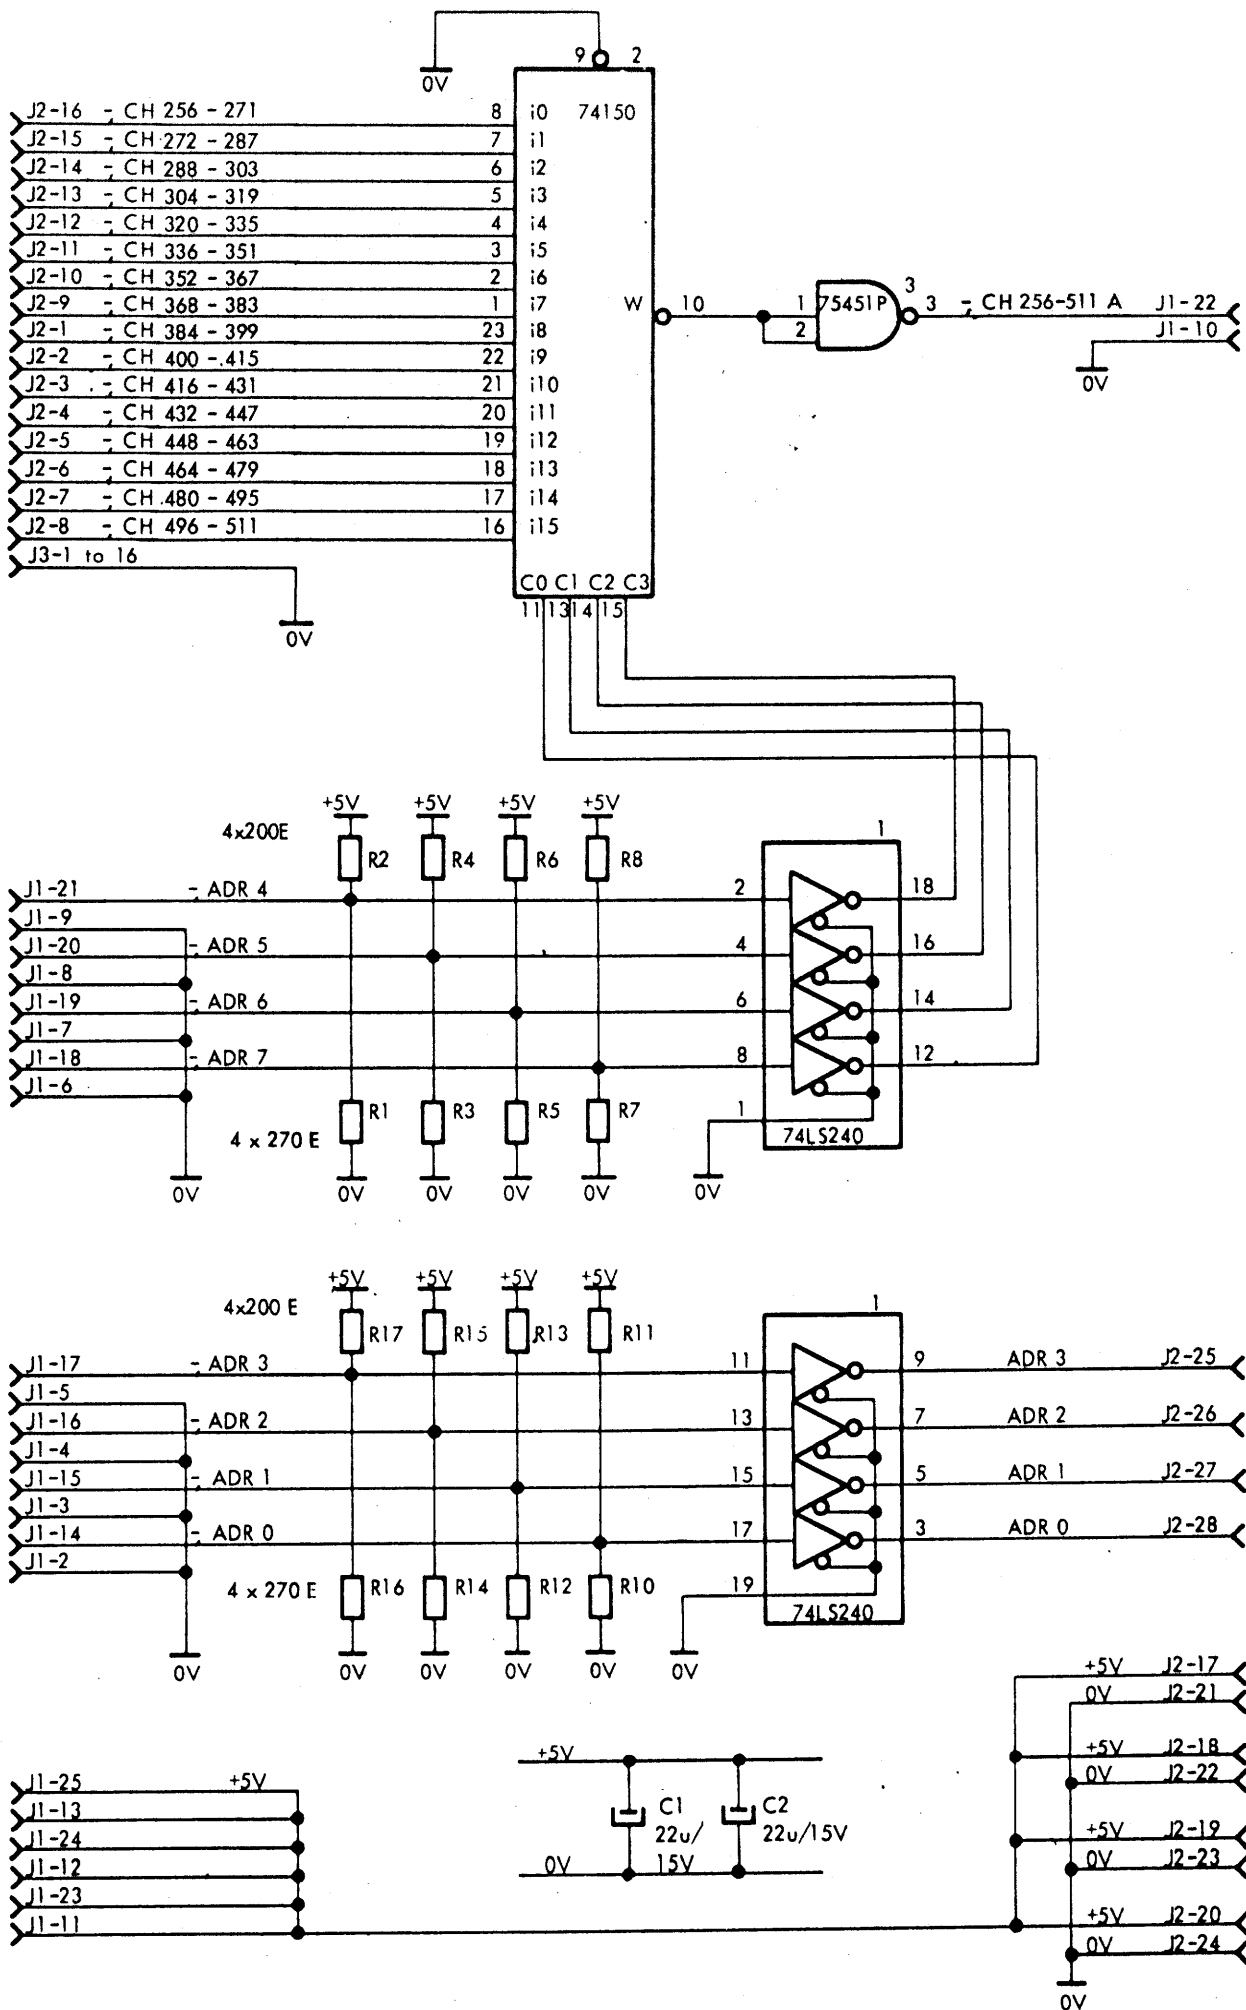 9 2
0V
J2-16 - CH 256 - 271 8 i0 74150
J2-15 - CH 272 - 287 7 i1
J2-14 - CH 288 - 303 6 i2
J2-13 - CH 304 - 319 5 i3
J2-12 - CH 320 - 335 4 i4
J2-11 - CH 336 - 351 3 i5
J2-10 - CH 352 - 367 2 i6
J2-9 - CH 368 - 383 1 i7 W 10 1 75451P 3 3 - CH 256-511 A J1-22
J2-1 - CH 384 - 399 23 i8 2 J1-10
J2-2 - CH 400 - 415 22 i9 0V
J2-3 - CH 416 - 431 21 i10
J2-4 - CH 432 - 447 20 i11
J2-5 - CH 448 - 463 19 i12
J2-6 - CH 464 - 479 18 i13
J2-7 - CH 480 - 495 17 i14
J2-8 - CH 496 - 511 16 i15
J3-1 to 16
C0 C1 C2 C3
11 13 14 15
0V
+5V +5V +5V +5V
4x200E 1
R2 R4 R6 R8
J1-21 - ADR 4 2 18
J1-9
J1-20 - ADR 5 4 16
J1-8
J1-19 - ADR 6 6 14
J1-7
J1-18 - ADR 7 8 12
J1-6
R1 R3 R5 R7 1
4 x 270 E 74LS240
0V 0V 0V 0V 0V 0V
+5V +5V +5V +5V
4x200 E 1
R17 R15 R13 R11
J1-17 - ADR 3 11 9 ADR 3 J2-25
J1-5
J1-16 - ADR 2 13 7 ADR 2 J2-26
J1-4
J1-15 - ADR 1 15 5 ADR 1 J2-27
J1-3
J1-14 - ADR 0 17 3 ADR 0 J2-28
J1-2
4 x 270 E R16 R14 R12 R10 19
74LS240
0V 0V 0V 0V 0V 0V
+5V J2-17
0V J2-21
+5V +5V J2-18
J1-25 +5V 0V J2-22
J1-13 C1 C2
J1-24 22u/ 22u/15V +5V J2-19
J1-12 0V 15V 0V J2-23
J1-23
J1-11 +5V J2-20
0V J2-24
0V